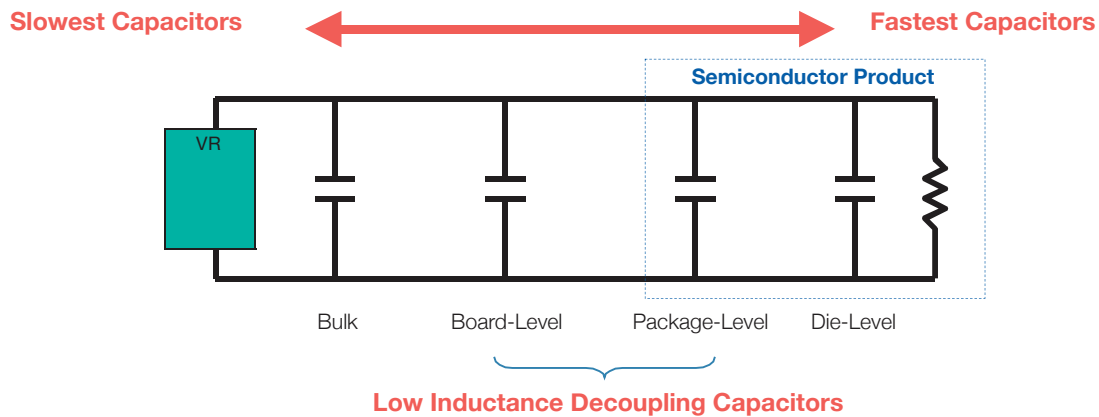 Slowest Capacitors
Fastest Capacitors
Semiconductor Product
VR
Bulk
Board-Level
Package-Level
Die-Level
Low Inductance Decoupling Capacitors